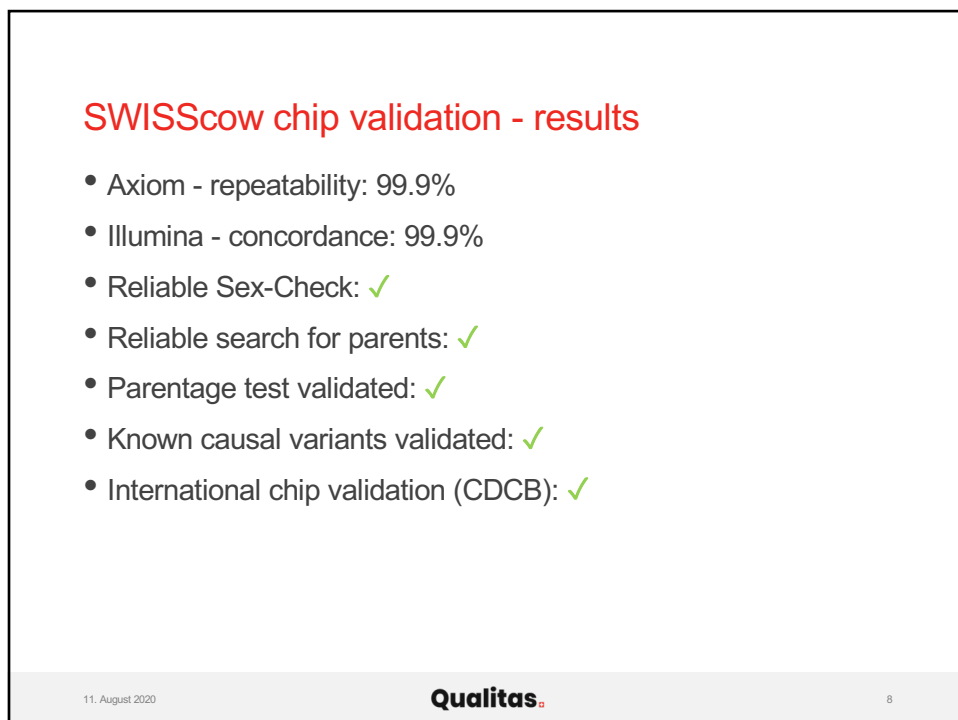 SWISScow chip validation - results
• Axiom - repeatability: 99.9%
• Illumina - concordance: 99.9%
• Reliable Sex-Check: ✓
• Reliable search for parents: ✓
• Parentage test validated: ✓
• Known causal variants validated: ✓
• International chip validation (CDCB): ✓
11. August 2020
Qualitas.
8